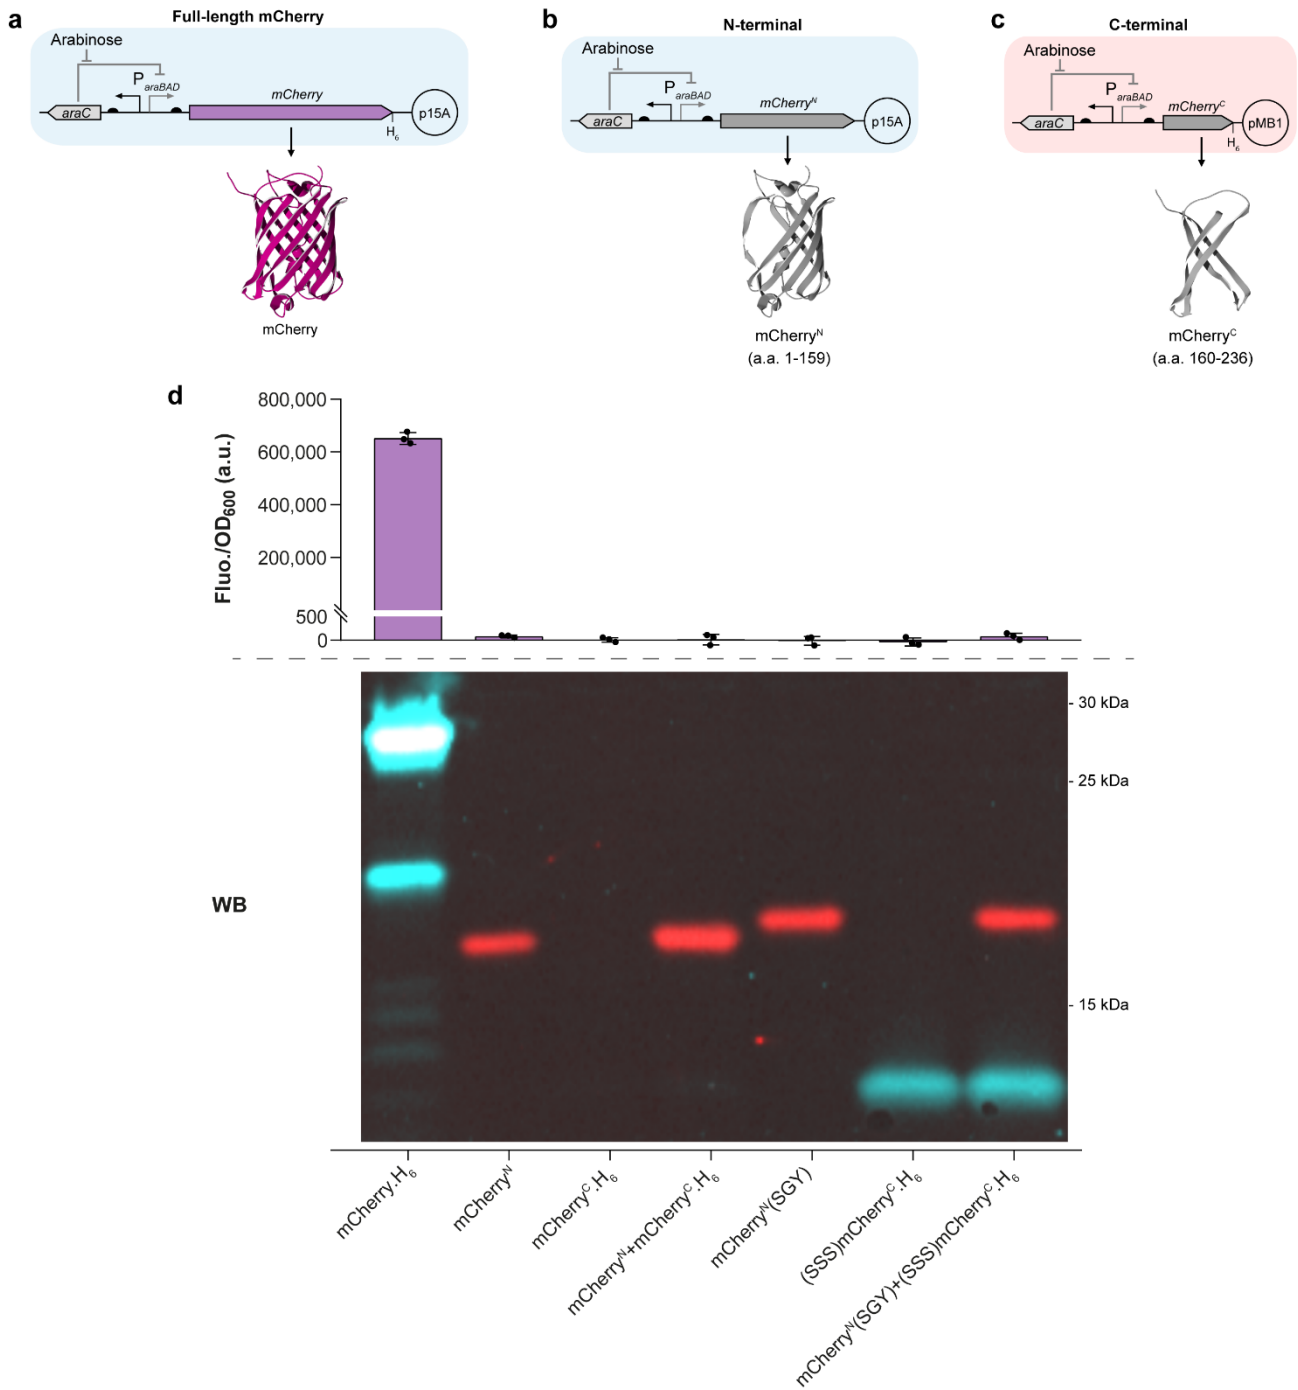 a
Full-length mCherry
Arabinose
P araBAD
araC
mCherry
H6
p15A
mCherry
b
N-terminal
Arabinose
P araBAD
araC
mCherryᴺ
p15A
mCherryᴺ
(a.a. 1-159)
c
C-terminal
Arabinose
P araBAD
araC
mCherryᶜ
H6
pMB1
mCherryᶜ
(a.a. 160-236)
d
Fluo./OD600 (a.u.)
800,000
600,000
400,000
200,000
500
0
WB
- 30 kDa
- 25 kDa
- 15 kDa
mCherry.H6
mCherryᴺ
mCherryᶜ.H6
mCherryᴺ+mCherryᶜ.H6
mCherryᴺ(SGY)
(SSS)mCherryᶜ.H6
mCherryᴺ(SGY)+(SSS)mCherryᶜ.H6